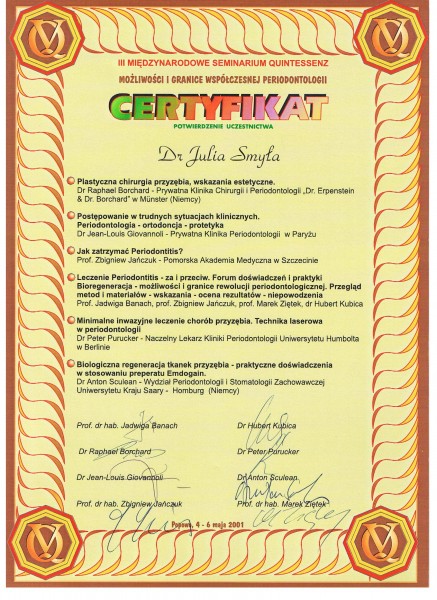 III MIĘDZYNARODOWE SEMINARIUM QUINTESSENZ
MOŻLIWOŚCI I GRANICE WSPÓŁCZESNEJ PERIODONTOLOGII
CERTYFIKAT
POTWIERDZENIE UCZESTNICTWA
Dr Julia Smyła
Plastyczna chirurgia przyzębia, wskazania estetyczne.
Dr Raphael Borchard - Prywatna Klinika Chirurgii i Periodontologii „Dr. Erpenstein
& Dr. Borchard" w Münster (Niemcy)
Postępowanie w trudnych sytuacjach klinicznych.
Periodontologia - ortodoncja - protetyka
Dr Jean-Louis Giovannoli - Prywatna Klinika Periodontologii w Paryżu
Jak zatrzymać Periodontitis?
Prof. Zbigniew Jańczuk - Pomorska Akademia Medyczna w Szczecinie
Leczenie Periodontitis - za i przeciw. Forum doświadczeń i praktyki
Bioregeneracja - możliwości i granice rewolucji periodontologicznej. Przegląd
metod i materiałów - wskazania - ocena rezultatów - niepowodzenia
Prof. Jadwiga Banach, prof. Zbigniew Jańczuk, prof. Marek Ziętek, dr Hubert Kubica
Minimalne inwazyjne leczenie chorób przyzębia. Technika laserowa
w periodontologii
Dr Peter Purucker - Naczelny Lekarz Kliniki Periodontologii Uniwersytetu Humbolta
w Berlinie
Biologiczna regeneracja tkanek przyzębia - praktyczne doświadczenia
w stosowaniu preperatu Emdogain.
Dr Anton Sculean - Wydział Periodontologii i Stomatologii Zachowawczej
Uniwersytetu Kraju Saary - Homburg (Niemcy)
Prof. dr hab. Jadwiga Banach Dr Hubert Kubica
Dr Raphael Borchard Dr Peter Purucker
Dr Jean-Louis Giovannoli Dr Anton Sculean
Prof. dr hab. Zbigniew Jańczuk Prof. dr hab. Marek Ziętek
Popowo, 4 - 6 maja 2001